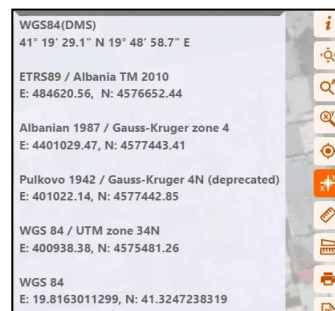 WGS84(DMS)
41° 19′ 29.1″ N 19° 48′ 58.7″ E
ETRS89 / Albania TM 2010
E: 484620.56, N: 4576652.44
Albanian 1987 / Gauss-Kruger zone 4
E: 4401029.47, N: 4577443.41
Pulkovo 1942 / Gauss-Kruger 4N (deprecated)
E: 401022.14, N: 4577442.85
WGS 84 / UTM zone 34N
E: 400938.38, N: 4575481.26
WGS 84
E: 19.8163011299, N: 41.3247238319